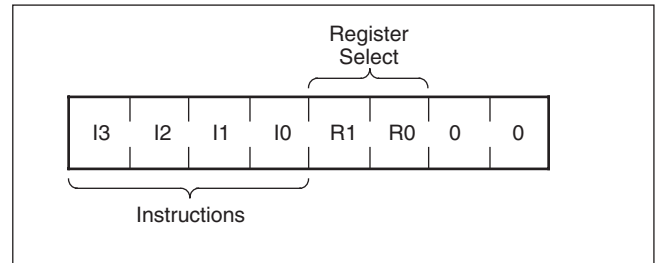 Register
Select
I3 I2 I1 I0 R1 R0 0 0
Instructions